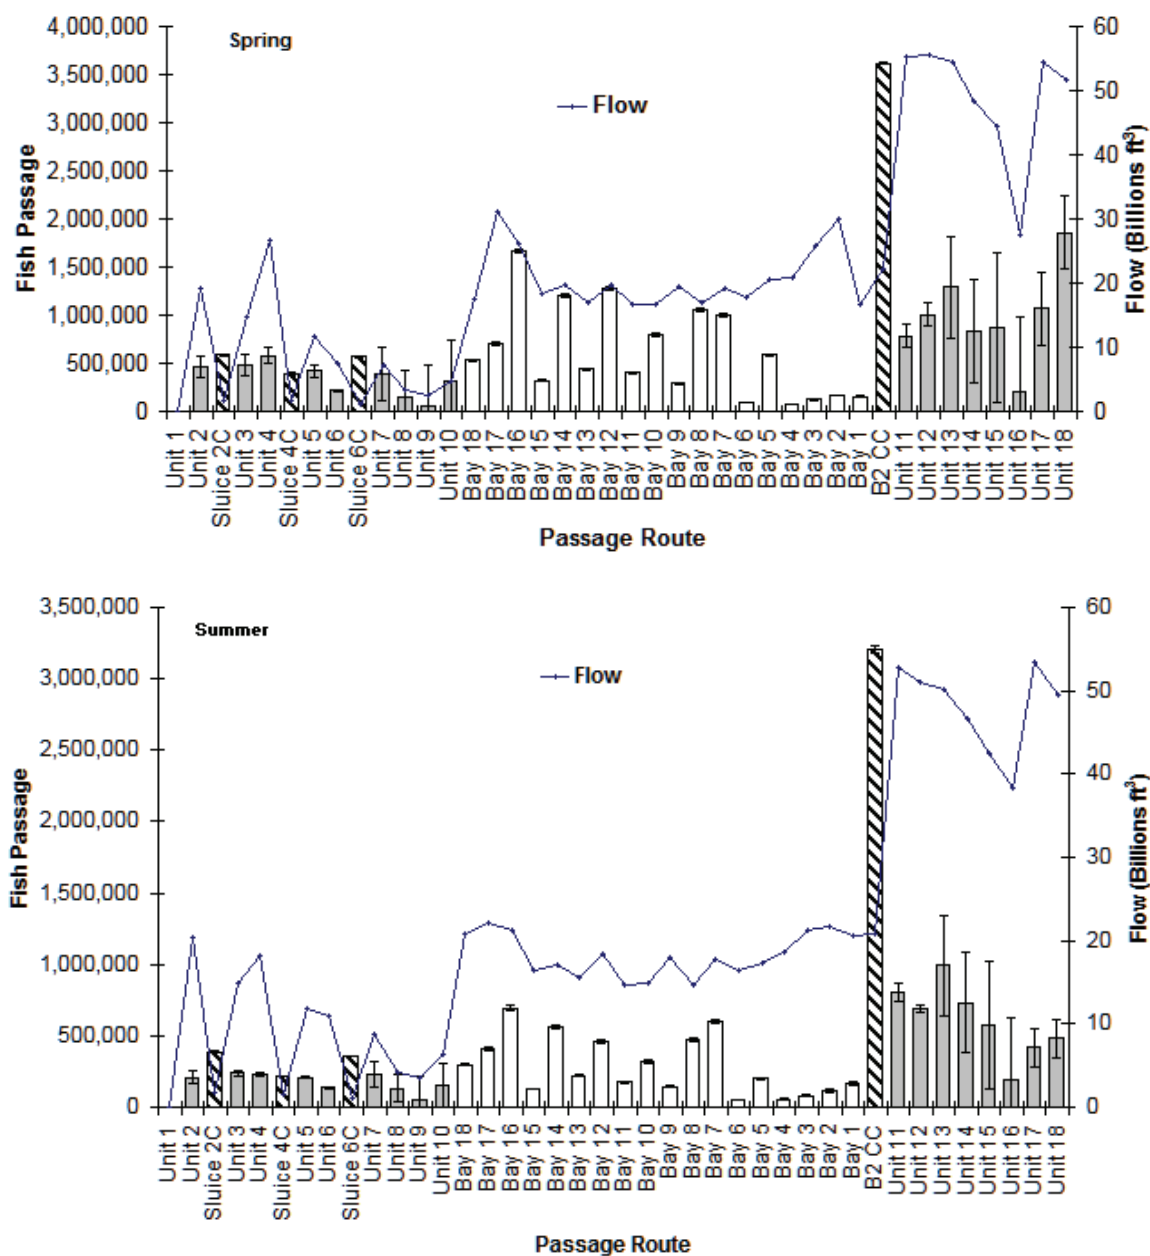 4,000,000
3,500,000
3,000,000
2,500,000
2,000,000
1,500,000
1,000,000
500,000
0
Fish Passage
Spring
Flow
60
50
40
30
20
10
0
Flow (Billions ft³)
Unit 1
Unit 2
Sluice 2C
Unit 3
Unit 4
Sluice 4C
Unit 5
Unit 6
Sluice 6C
Unit 7
Unit 8
Unit 9
Unit 10
Bay 18
Bay 17
Bay 16
Bay 15
Bay 14
Bay 13
Bay 12
Bay 11
Bay 10
Bay 9
Bay 8
Bay 7
Bay 6
Bay 5
Bay 4
Bay 3
Bay 2
Bay 1
B2 CC
Unit 11
Unit 12
Unit 13
Unit 14
Unit 15
Unit 16
Unit 17
Unit 18
Passage Route
3,500,000
3,000,000
2,500,000
2,000,000
1,500,000
1,000,000
500,000
0
Fish Passage
Summer
Flow
60
50
40
30
20
10
0
Flow (Billions ft³)
Unit 1
Unit 2
Sluice 2C
Unit 3
Unit 4
Sluice 4C
Unit 5
Unit 6
Sluice 6C
Unit 7
Unit 8
Unit 9
Unit 10
Bay 18
Bay 17
Bay 16
Bay 15
Bay 14
Bay 13
Bay 12
Bay 11
Bay 10
Bay 9
Bay 8
Bay 7
Bay 6
Bay 5
Bay 4
Bay 3
Bay 2
Bay 1
B2 CC
Unit 11
Unit 12
Unit 13
Unit 14
Unit 15
Unit 16
Unit 17
Unit 18
Passage Route